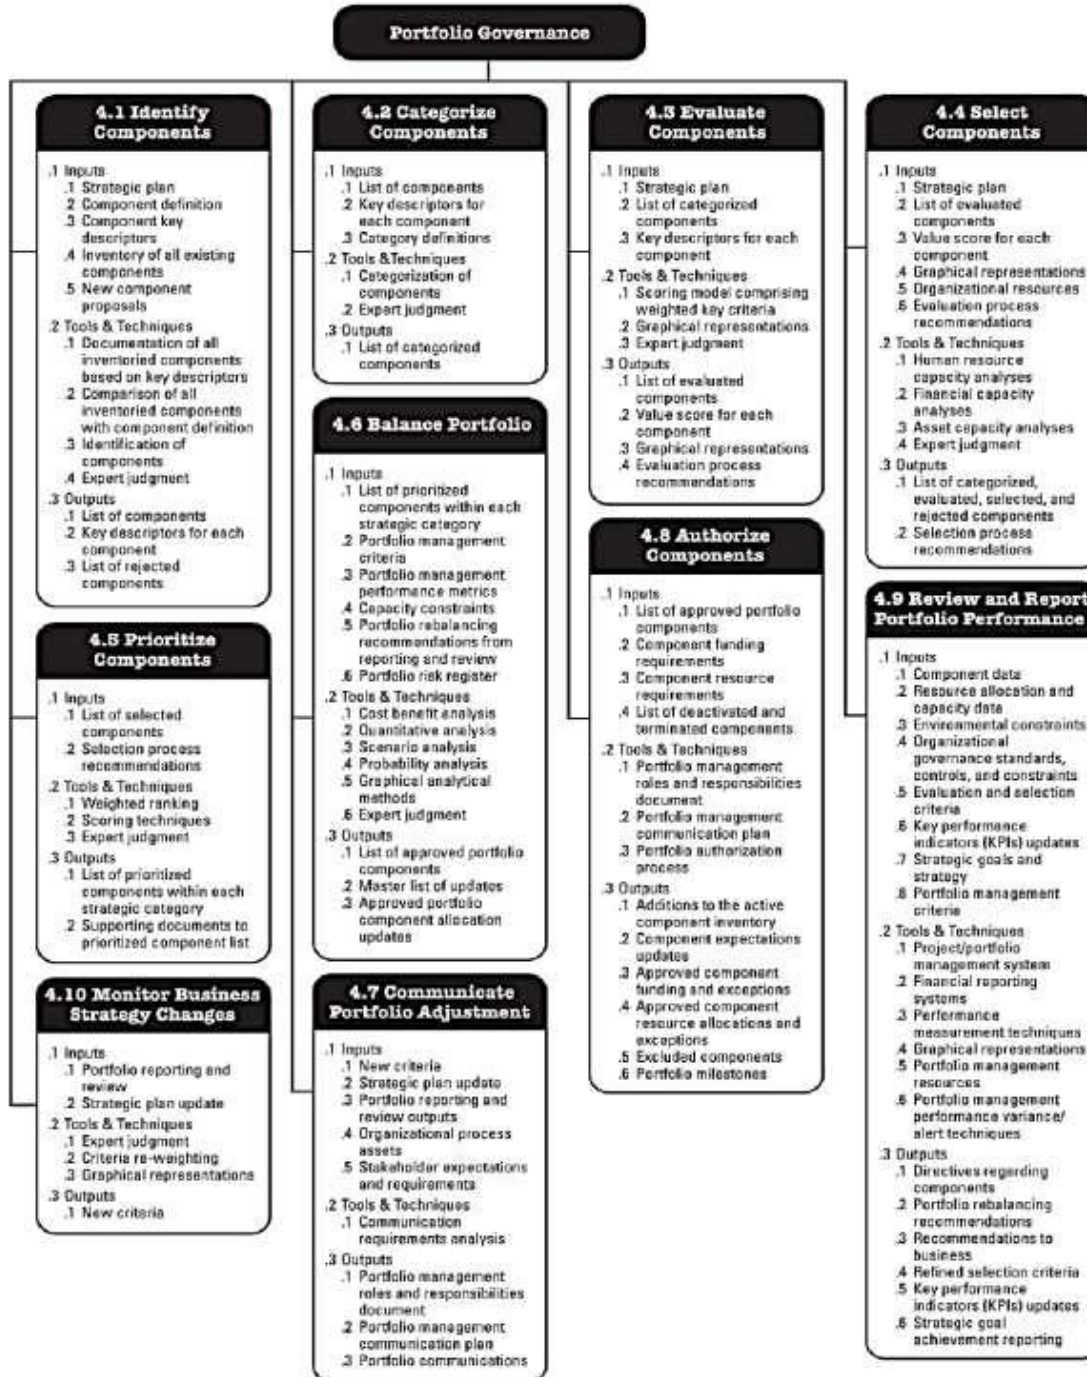 Portfolio Governance
4.1 Identify
Components
.1 Inputs
.1 Strategic plan
.2 Component definition
.3 Component key
descriptors
.4 Inventory of all existing
components
.5 New component
proposals
.2 Tools & Techniques
.1 Documentation of all
inventoried components
based on key descriptors
.2 Comparison of all
inventoried components
with component definition
.3 Identification of
components
.4 Expert judgment
.3 Outputs
.1 List of components
.2 Key descriptors for each
component
.3 List of rejected
components
4.2 Categorize
Components
.1 Inputs
.1 List of components
.2 Key descriptors for
each component
.3 Category definitions
.2 Tools &Techniques
.1 Categorization of
components
.2 Expert judgment
.3 Outputs
.1 List of categorized
components
4.3 Evaluate
Components
.1 Inputs
.1 Strategic plan
.2 List of categorized
components
.3 Key descriptors for each
component
.2 Tools & Techniques
.1 Scoring model comprising
weighted key criteria
.2 Graphical representations
.3 Expert judgment
.3 Outputs
.1 List of evaluated
components
.2 Value score for each
component
.3 Graphical representations
.4 Evaluation process
recommendations
4.4 Select
Components
.1 Inputs
.1 Strategic plan
.2 List of evaluated
components
.3 Value score for each
component
.4 Graphical representations
.5 Organizational resources
.6 Evaluation process
recommendations
.2 Tools & Techniques
.1 Human resource
capacity analyses
.2 Financial capacity
analyses
.3 Asset capacity analyses
.4 Expert judgment
.3 Outputs
.1 List of categorized,
evaluated, selected, and
rejected components
.2 Selection process
recommendations
4.5 Prioritize
Components
.1 Inputs
.1 List of selected
components
.2 Selection process
recommendations
.2 Tools & Techniques
.1 Weighted ranking
.2 Scoring techniques
.3 Expert judgment
.3 Outputs
.1 List of prioritized
components within each
strategic category
.2 Supporting documents to
prioritized component list
4.6 Balance Portfolio
.1 Inputs
.1 List of prioritized
components within each
strategic category
.2 Portfolio management
criteria
.3 Portfolio management
performance metrics
.4 Capacity constraints
.5 Portfolio rebalancing
recommendations from
reporting and review
.6 Portfolio risk register
.2 Tools & Techniques
.1 Cost benefit analysis
.2 Quantitative analysis
.3 Scenario analysis
.4 Probability analysis
.5 Graphical analytical
methods
.6 Expert judgment
.3 Outputs
.1 List of approved portfolio
components
.2 Master list of updates
.3 Approved portfolio
component allocation
updates
4.8 Authorize
Components
.1 Inputs
.1 List of approved portfolio
components
.2 Component funding
requirements
.3 Component resource
requirements
.4 List of deactivated and
terminated components
.2 Tools & Techniques
.1 Portfolio management
roles and responsibilities
document
.2 Portfolio management
communication plan
.3 Portfolio authorization
process
.3 Outputs
.1 Additions to the active
component inventory
.2 Component expectations
updates
.3 Approved component
funding and exceptions
.4 Approved component
resource allocations and
exceptions
.5 Excluded components
.6 Portfolio milestones
4.9 Review and Report
Portfolio Performance
.1 Inputs
.1 Component data
.2 Resource allocation and
capacity data
.3 Environmental constraints
.4 Organizational
governance standards,
controls, and constraints
.5 Evaluation and selection
criteria
.6 Key performance
indicators (KPIs) updates
.7 Strategic goals and
strategy
.8 Portfolio management
criteria
.2 Tools & Techniques
.1 Project/portfolio
management system
.2 Financial reporting
systems
.3 Performance
measurement techniques
.4 Graphical representations
.5 Portfolio management
resources
.6 Portfolio management
performance variance/
alert techniques
.3 Outputs
.1 Directives regarding
components
.2 Portfolio rebalancing
recommendations
.3 Recommendations to
business
.4 Refined selection criteria
.5 Key performance
indicators (KPIs) updates
.6 Strategic goal
achievement reporting
4.10 Monitor Business
Strategy Changes
.1 Inputs
.1 Portfolio reporting and
review
.2 Strategic plan update
.2 Tools & Techniques
.1 Expert judgment
.2 Criteria re-weighting
.3 Graphical representations
.3 Outputs
.1 New criteria
4.7 Communicate
Portfolio Adjustment
.1 Inputs
.1 New criteria
.2 Strategic plan update
.3 Portfolio reporting and
review outputs
.4 Organizational process
assets
.5 Stakeholder expectations
and requirements
.2 Tools & Techniques
.1 Communication
requirements analysis
.3 Outputs
.1 Portfolio management
roles and responsibilities
document
.2 Portfolio management
communication plan
.3 Portfolio communications